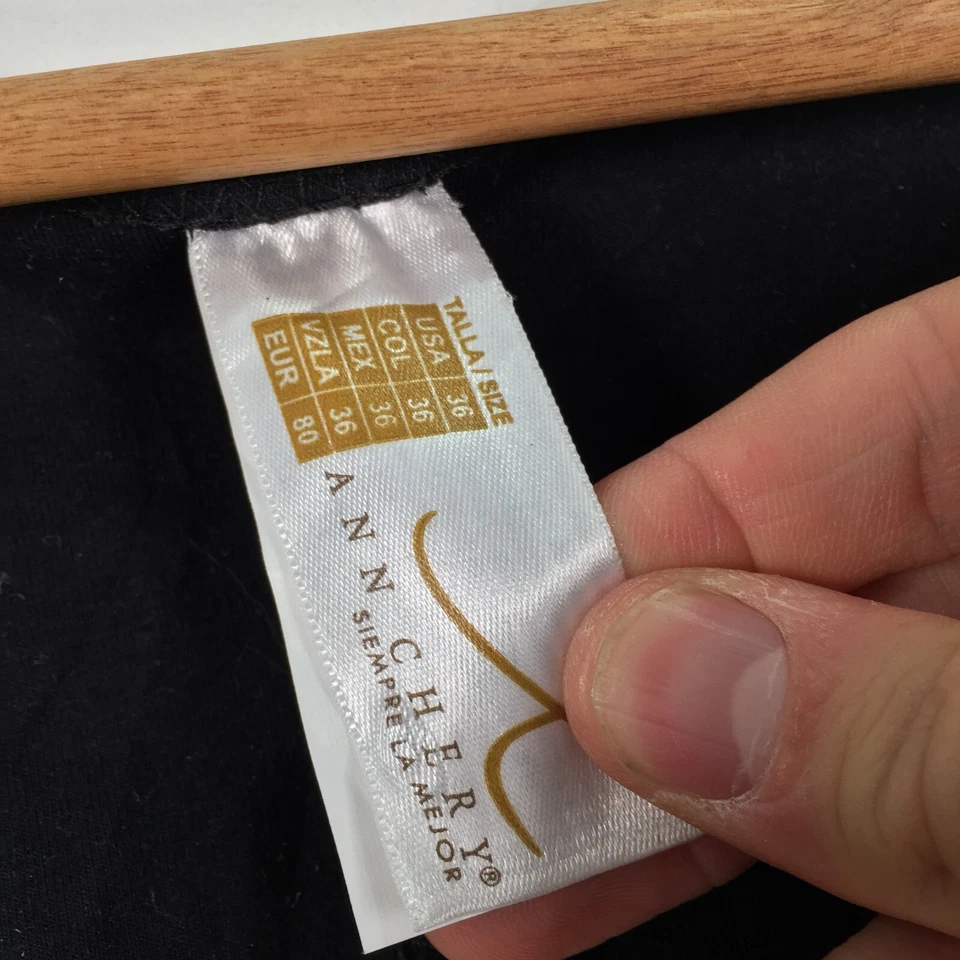 TALLA / SIZE
USA 36
COL 36
MEX 36
VZLA 36
EUR 80
ANN CHERY®
SIEMPRE LA MEJOR